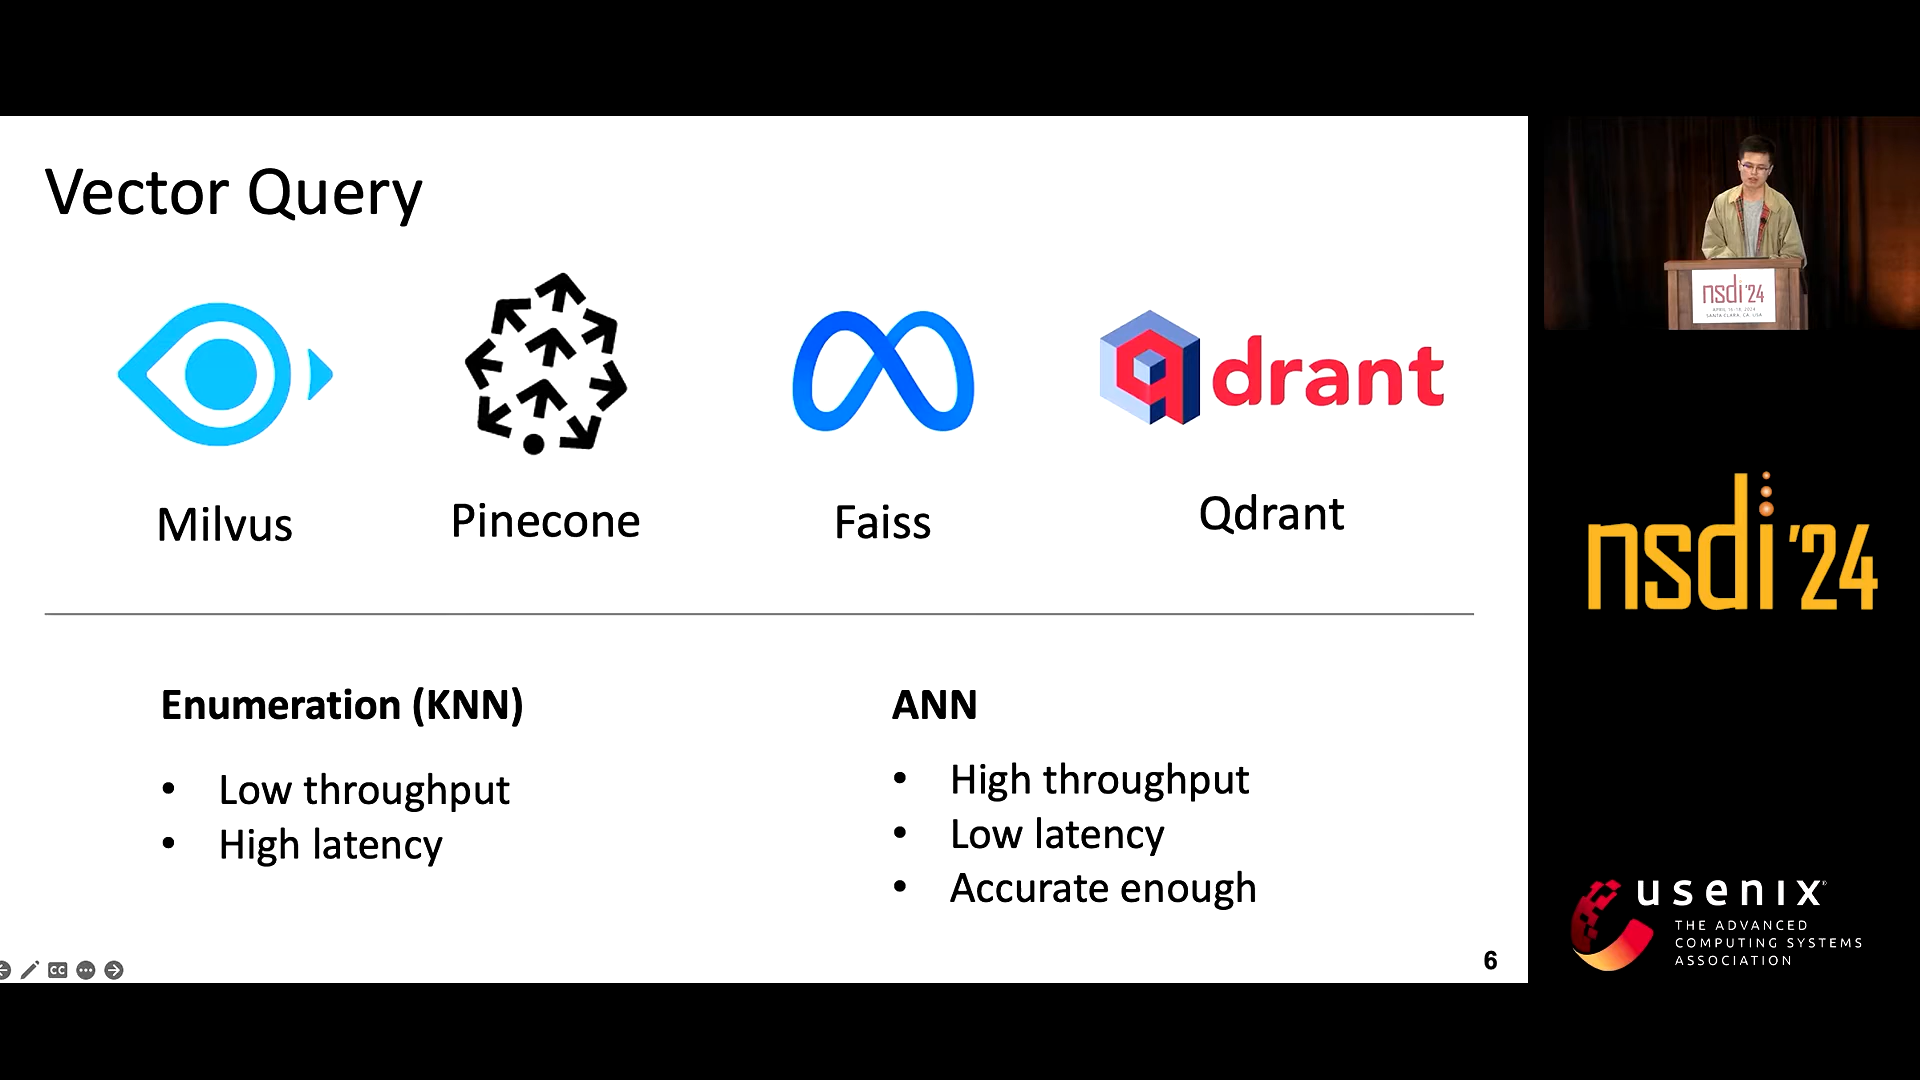 Vector Query
qdrant
Milvus
Pinecone
Faiss
Qdrant
Enumeration (KNN)
• Low throughput
• High latency
ANN
• High throughput
• Low latency
• Accurate enough
CC
6
nsdi'24
APRIL 16-18, 2024
SANTA CLARA, CA, USA
nsdi'24
usenix®
THE ADVANCED
COMPUTING SYSTEMS
ASSOCIATION